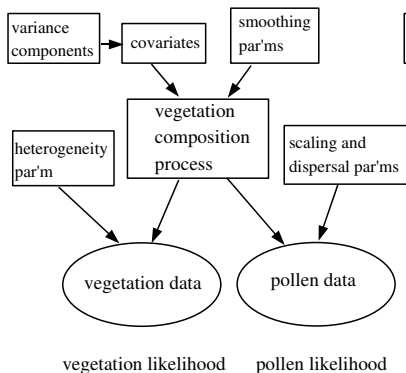 variance
components
covariates
smoothing
par'ms
vegetation
composition
process
heterogeneity
par'm
scaling and
dispersal par'ms
vegetation data
pollen data
vegetation likelihood
pollen likelihood